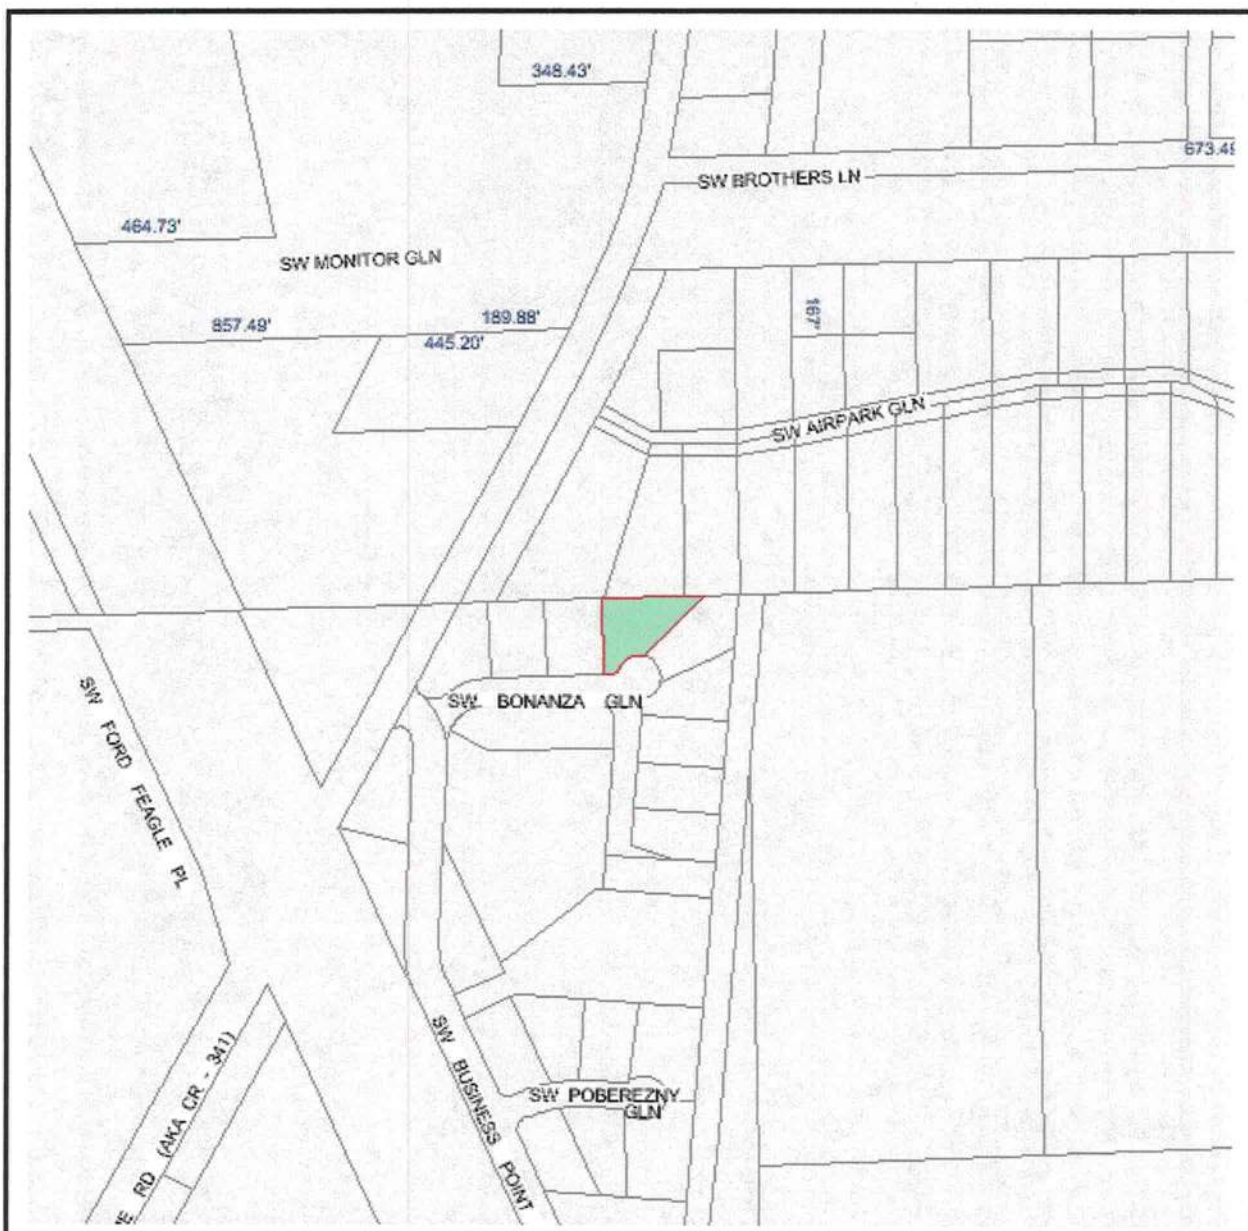 348.43'
673.48
SW BROTHERS LN
464.73'
SW MONITOR GLN
857.49'
189.88'
445.20'
167'
SW AIRPARK GLN
SW BONANZA GLN
SW FORD FEAGLE PL
SW BUSINESS POINT
RD (AKA CR - 341)
SW POBEREZNY
GLN